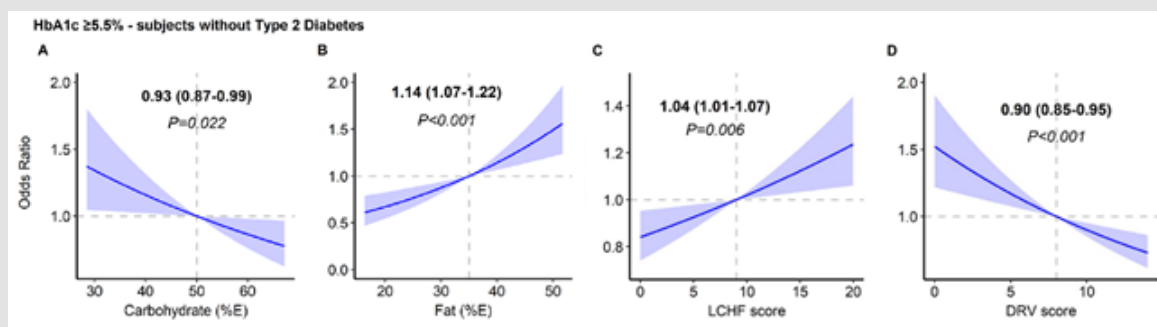 HbA1c ≥5.5% - subjects without Type 2 Diabetes
A
0.93 (0.87-0.99)
P=0.022
2.0
1.5
1.0
Odds Ratio
30 40 50 60
Carbohydrate (%E)
B
1.14 (1.07-1.22)
P<0.001
2.0
1.5
1.0
0.5
0.0
20 30 40 50
Fat (%E)
C
1.04 (1.01-1.07)
P=0.006
1.4
1.2
1.0
0.8
0 5 10 15 20
LCHF score
D
0.90 (0.85-0.95)
P<0.001
2.0
1.5
1.0
0 5 10
DRV score